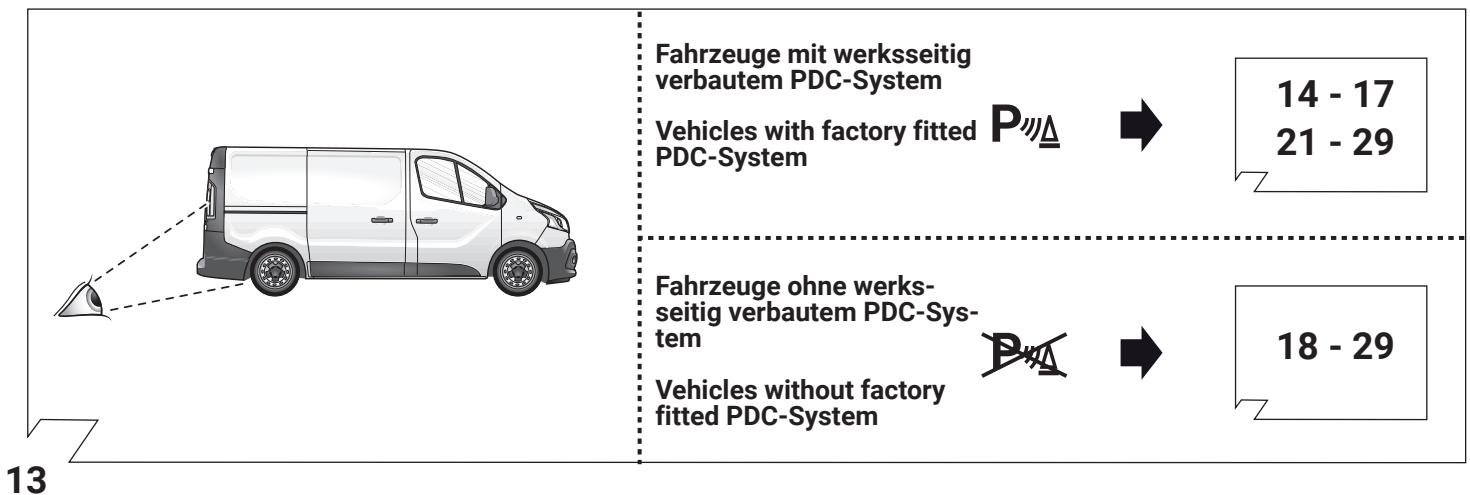 Fahrzeuge mit werksseitig
verbautem PDC-System
Vehicles with factory fitted
PDC-System
P
14 - 17
21 - 29
Fahrzeuge ohne werks-
seitig verbautem PDC-Sys-
tem
Vehicles without factory
fitted PDC-System
P
18 - 29
13